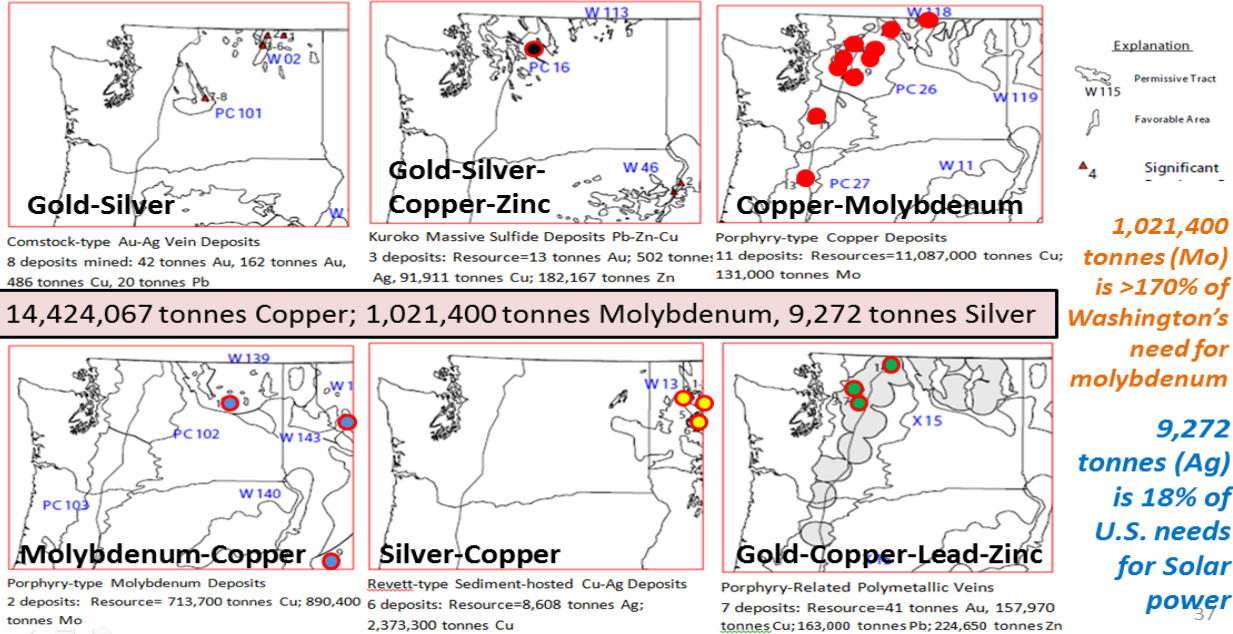 W 02
3-6
7-8
PC 101
Gold-Silver
Comstock-type Au-Ag Vein Deposits
8 deposits mined: 42 tonnes Au, 162 tonnes Au,
486 tonnes Cu, 20 tonnes Pb
W 113
PC 16
W 46
Gold-Silver-
Copper-Zinc
Kuroko Massive Sulfide Deposits Pb-Zn-Cu
3 deposits: Resource=13 tonnes Au; 502 tonnes
Ag, 91,911 tonnes Cu; 182,167 tonnes Zn
W 118
PC 26
W 119
W 11
13
PC 27
Copper-Molybdenum
Porphyry-type Copper Deposits
11 deposits: Resources=11,087,000 tonnes Cu;
131,000 tonnes Mo
Explanation
Permissive Tract
W 115
Favorable Area
4
Significant
1,021,400
tonnes (Mo)
is >170% of
Washington's
need for
molybdenum
14,424,067 tonnes Copper; 1,021,400 tonnes Molybdenum, 9,272 tonnes Silver
W 139
W 1
PC 102
W 143
W 140
PC 103
Molybdenum-Copper
Porphyry-type Molybdenum Deposits
2 deposits: Resource= 713,700 tonnes Cu; 890,400
tonnes Mo
W 13
Silver-Copper
Revett-type Sediment-hosted Cu-Ag Deposits
6 deposits: Resource=8,608 tonnes Ag;
2,373,300 tonnes Cu
X 15
Gold-Copper-Lead-Zinc
Porphyry-Related Polymetallic Veins
7 deposits: Resource=41 tonnes Au, 157,970
tonnes Cu; 163,000 tonnes Pb; 224,650 tonnes Zn
9,272
tonnes (Ag)
is 18% of
U.S. needs
for Solar
power
37